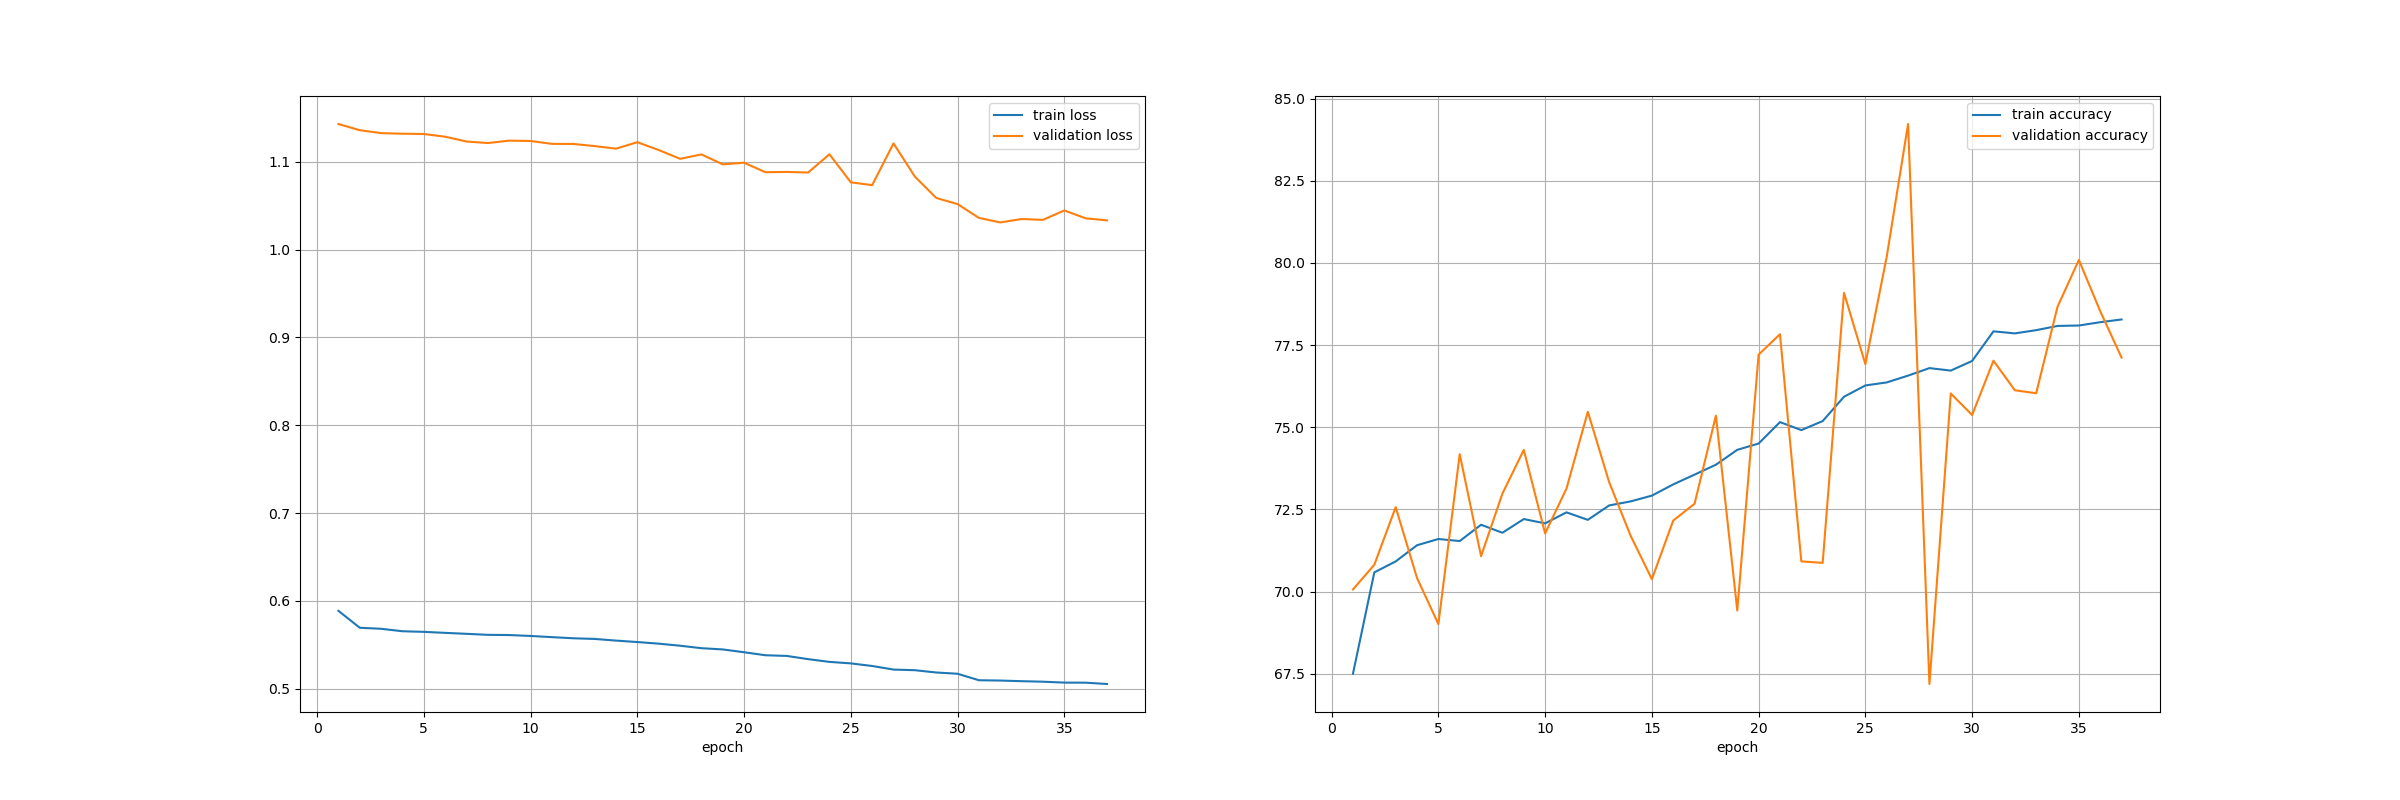 train loss
validation loss
1.1
1.0
0.9
0.8
0.7
0.6
0.5
0 5 10 15 20 25 30 35
epoch
train accuracy
validation accuracy
85.0
82.5
80.0
77.5
75.0
72.5
70.0
67.5
0 5 10 15 20 25 30 35
epoch